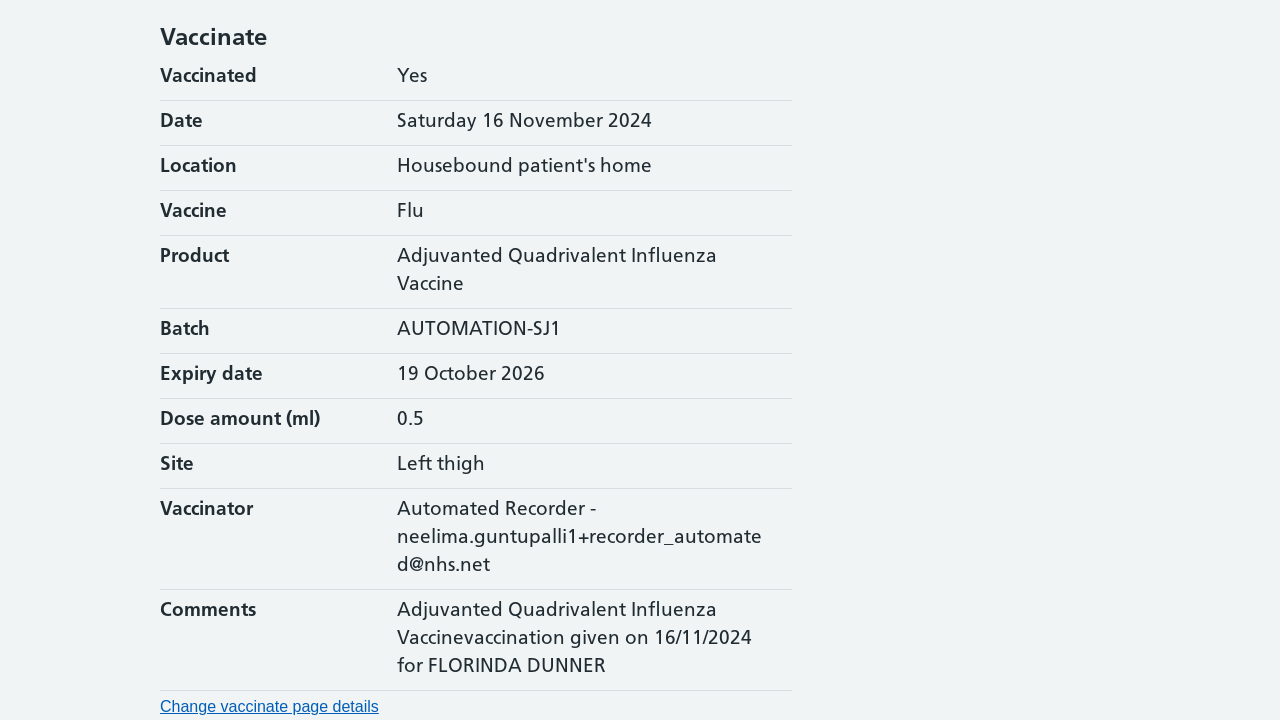 Vaccinate
Vaccinated Yes
Date Saturday 16 November 2024
Location Housebound patient's home
Vaccine Flu
Product Adjuvanted Quadrivalent Influenza
Vaccine
Batch AUTOMATION-SJ1
Expiry date 19 October 2026
Dose amount (ml) 0.5
Site Left thigh
Vaccinator Automated Recorder -
neelima.guntupalli1+recorder_automate
d@nhs.net
Comments Adjuvanted Quadrivalent Influenza
Vaccinevaccination given on 16/11/2024
for FLORINDA DUNNER
Change vaccinate page details